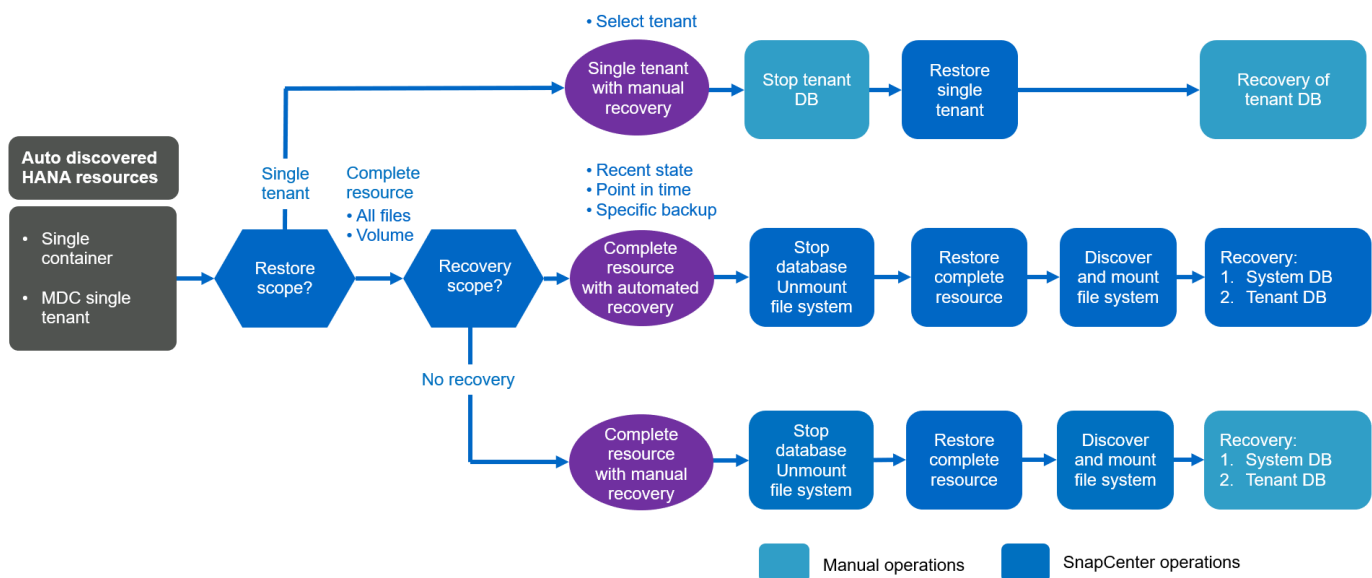 • Select tenant
Single tenant
with manual
recovery
Stop tenant
DB
Restore
single
tenant
Recovery of
tenant DB
Auto discovered
HANA resources
• Single
container
• MDC single
tenant
Single
tenant
Complete
resource
• All files
• Volume
• Recent state
• Point in time
• Specific backup
Restore
scope?
Recovery
scope?
Complete
resource
with automated
recovery
Stop
database
Unmount
file system
Restore
complete
resource
Discover
and mount
file system
Recovery:
1. System DB
2. Tenant DB
No recovery
Complete
resource
with manual
recovery
Stop
database
Unmount
file system
Restore
complete
resource
Discover
and mount
file system
Recovery:
1. System DB
2. Tenant DB
Manual operations
SnapCenter operations